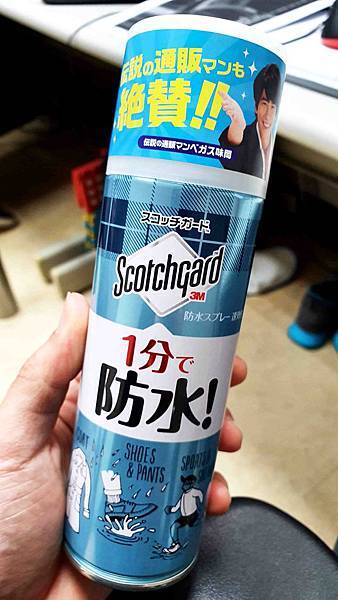 伝説の通販マンも
絶賛!!
伝説の通販マンベガス味岡
スコッチガード
Scotchgard
3M
防水スプレー
1分で
防水!
SHOES
& PANTS